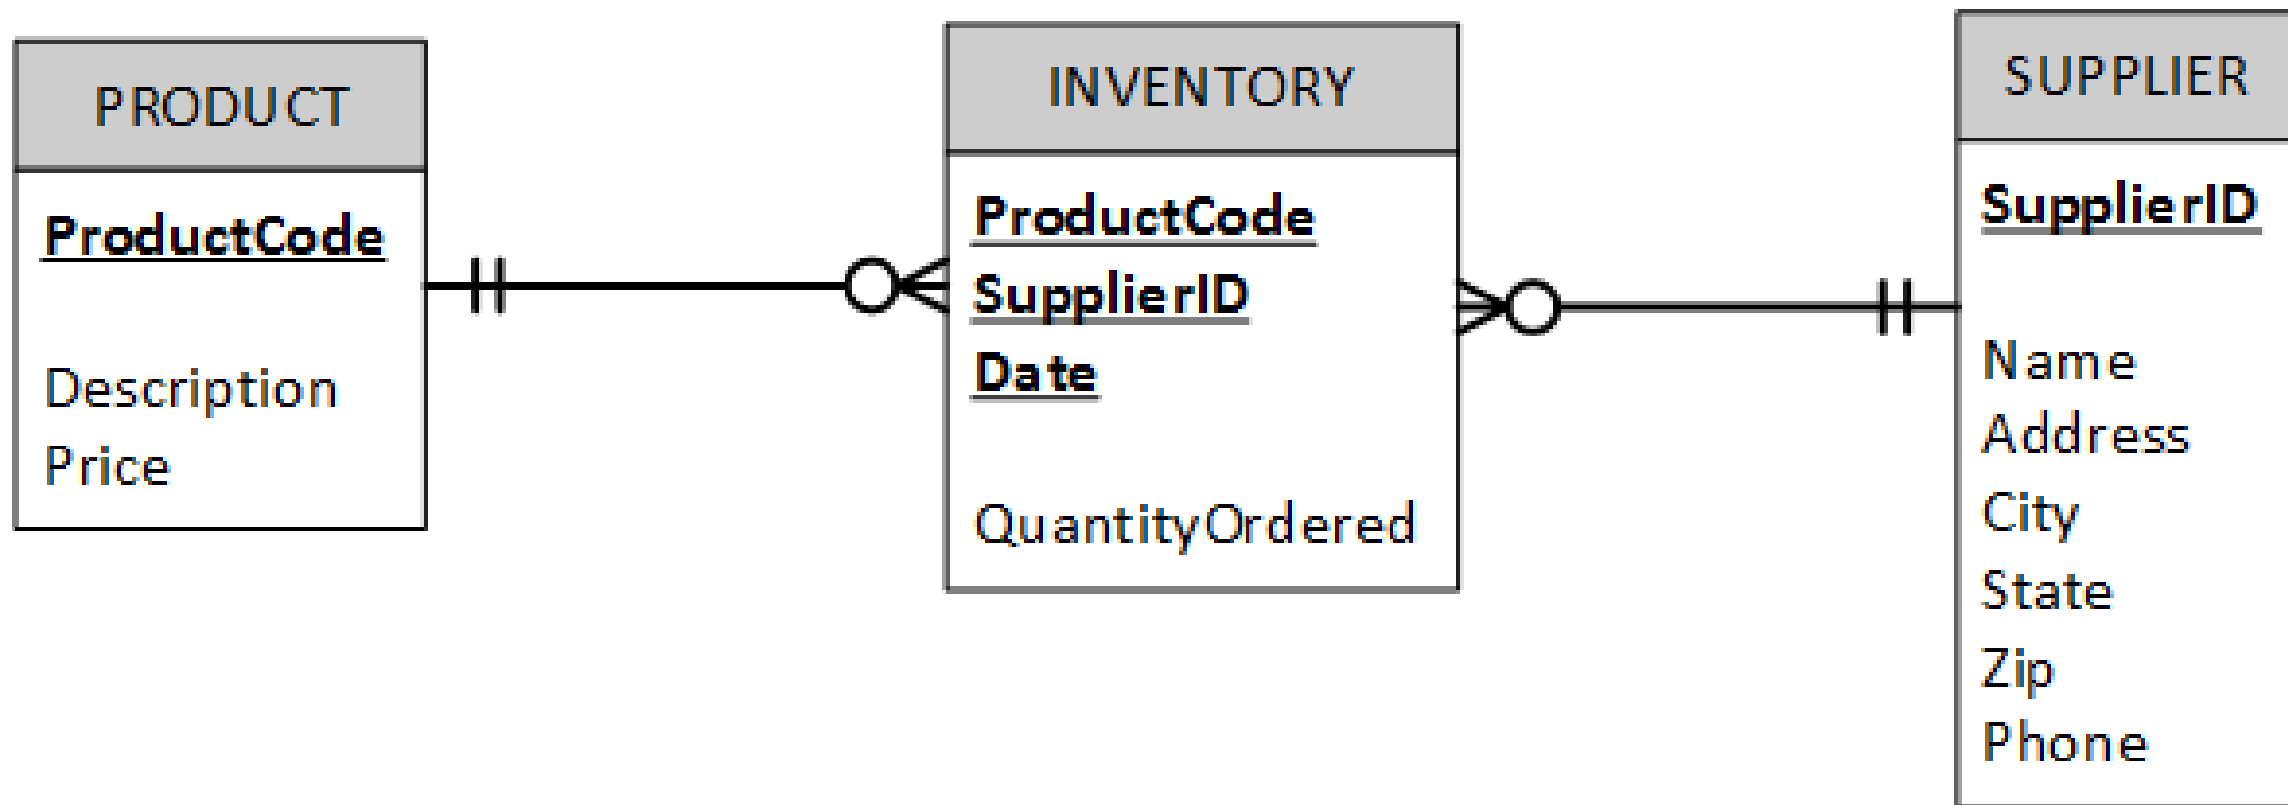 PRODUCT
ProductCode
Description
Price
INVENTORY
ProductCode
SupplierID
Date
QuantityOrdered
SUPPLIER
SupplierID
Name
Address
City
State
Zip
Phone